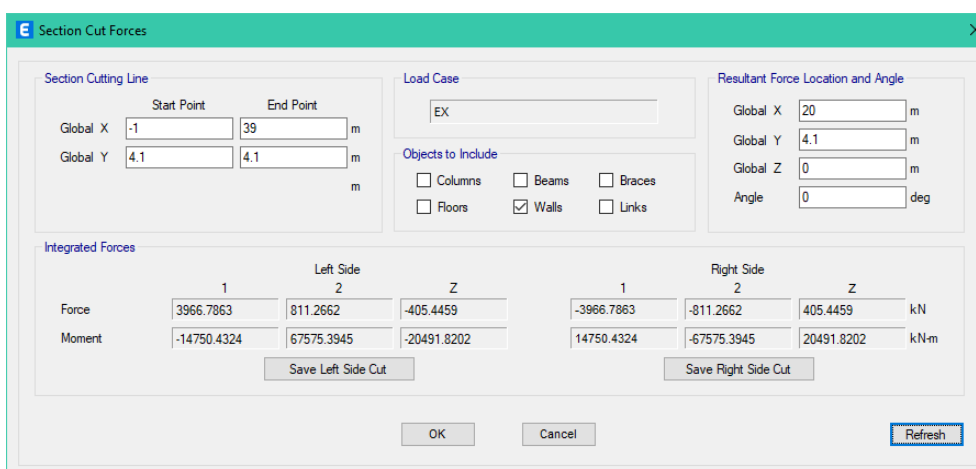 E Section Cut Forces
Section Cutting Line
Start Point End Point
Global X -1 39 m
Global Y 4.1 4.1 m
m
Load Case
EX
Objects to Include
Columns Beams Braces
Floors Walls Links
Resultant Force Location and Angle
Global X 20 m
Global Y 4.1 m
Global Z 0 m
Angle 0 deg
Integrated Forces
Left Side Right Side
1 2 Z 1 2 Z
Force 3966.7863 811.2662 -405.4459 -3966.7863 -811.2662 405.4459 kN
Moment -14750.4324 67575.3945 -20491.8202 14750.4324 -67575.3945 20491.8202 kN-m
Save Left Side Cut Save Right Side Cut
OK Cancel Refresh